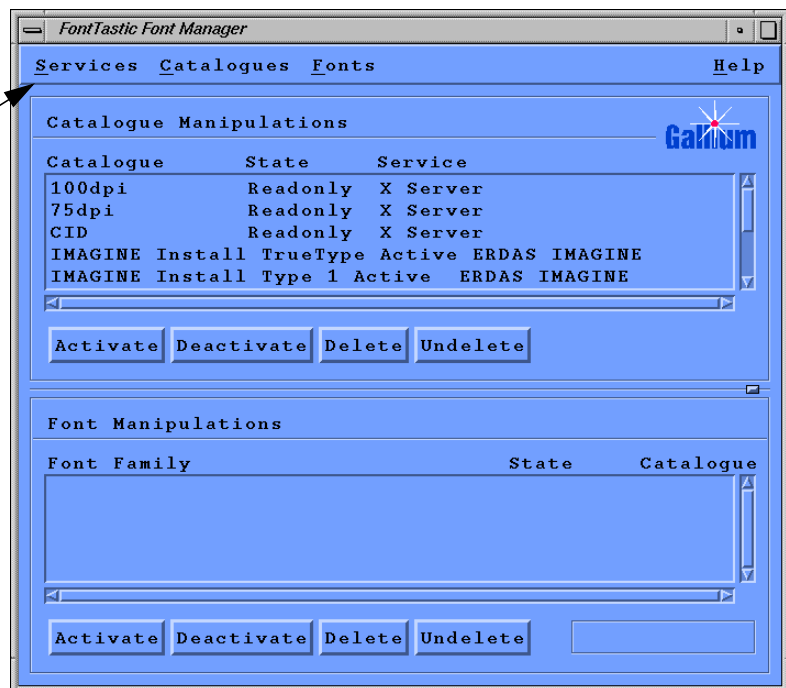 FontTastic Font Manager
Services Catalogues Fonts Help
Catalogue Manipulations
Gallium
Catalogue State Service
100dpi Readonly X Server
75dpi Readonly X Server
CID Readonly X Server
IMAGINE Install TrueType Active ERDAS IMAGINE
IMAGINE Install Type 1 Active ERDAS IMAGINE
Activate Deactivate Delete Undelete
Font Manipulations
Font Family State Catalogue
Activate Deactivate Delete Undelete